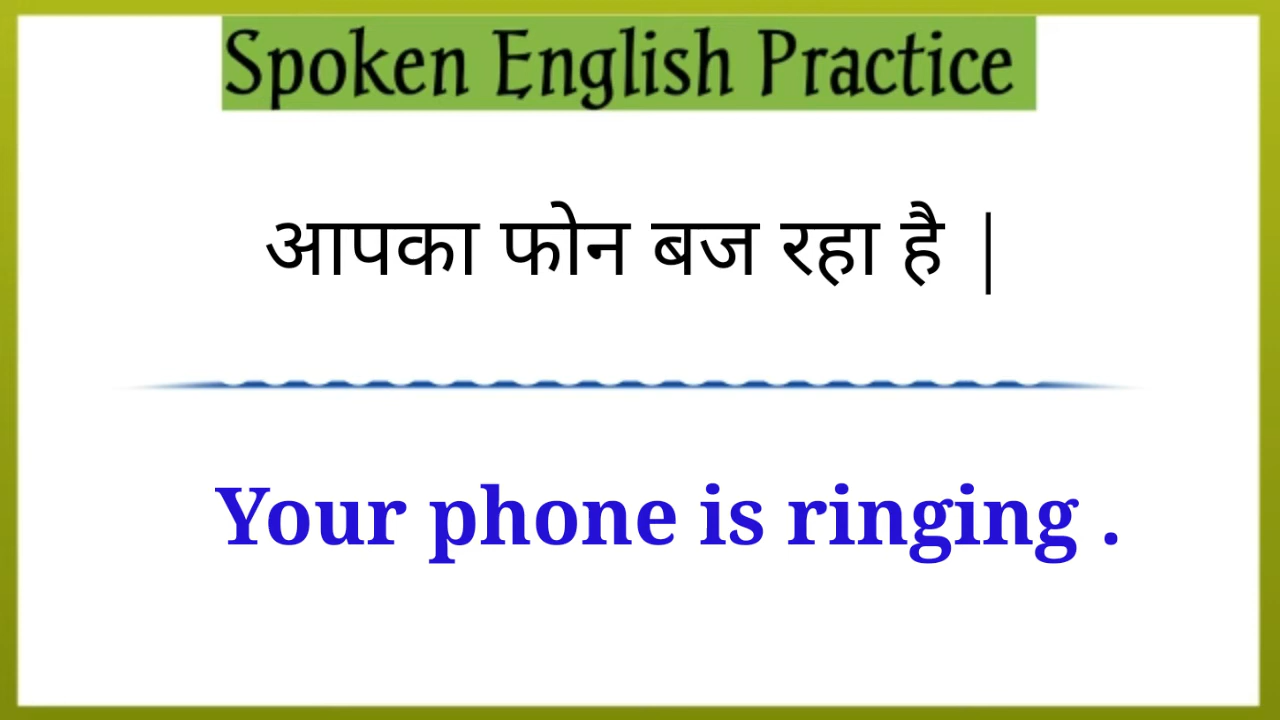 Spoken English Practice
आपका फोन बज रहा है |
Your phone is ringing .